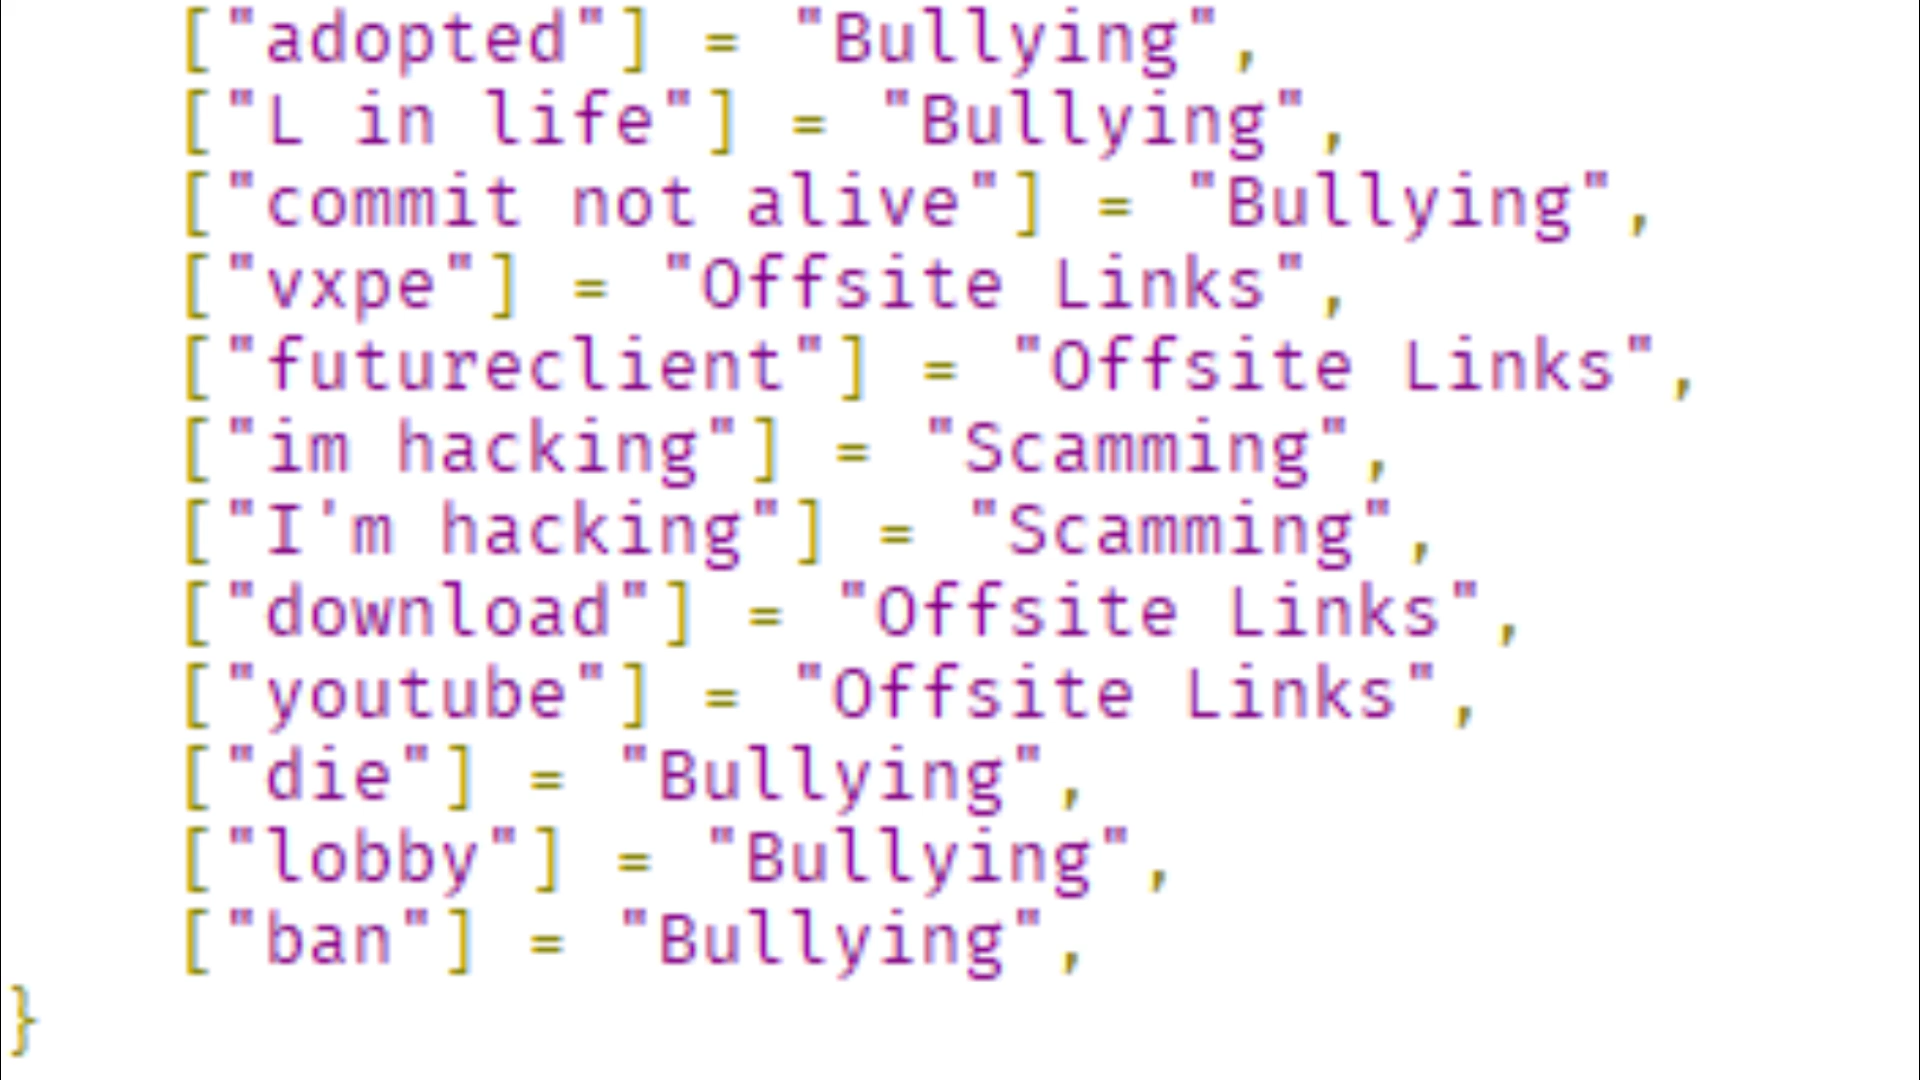 ["adopted"] = "Bullying",
["L in life"] = "Bullying",
["commit not alive"] = "Bullying",
["vxpe"] = "Offsite Links",
["futureclient"] = "Offsite Links",
["im hacking"] = "Scamming",
["I'm hacking"] = "Scamming",
["download"] = "Offsite Links",
["youtube"] = "Offsite Links",
["die"] = "Bullying",
["lobby"] = "Bullying",
["ban"] = "Bullying",
}